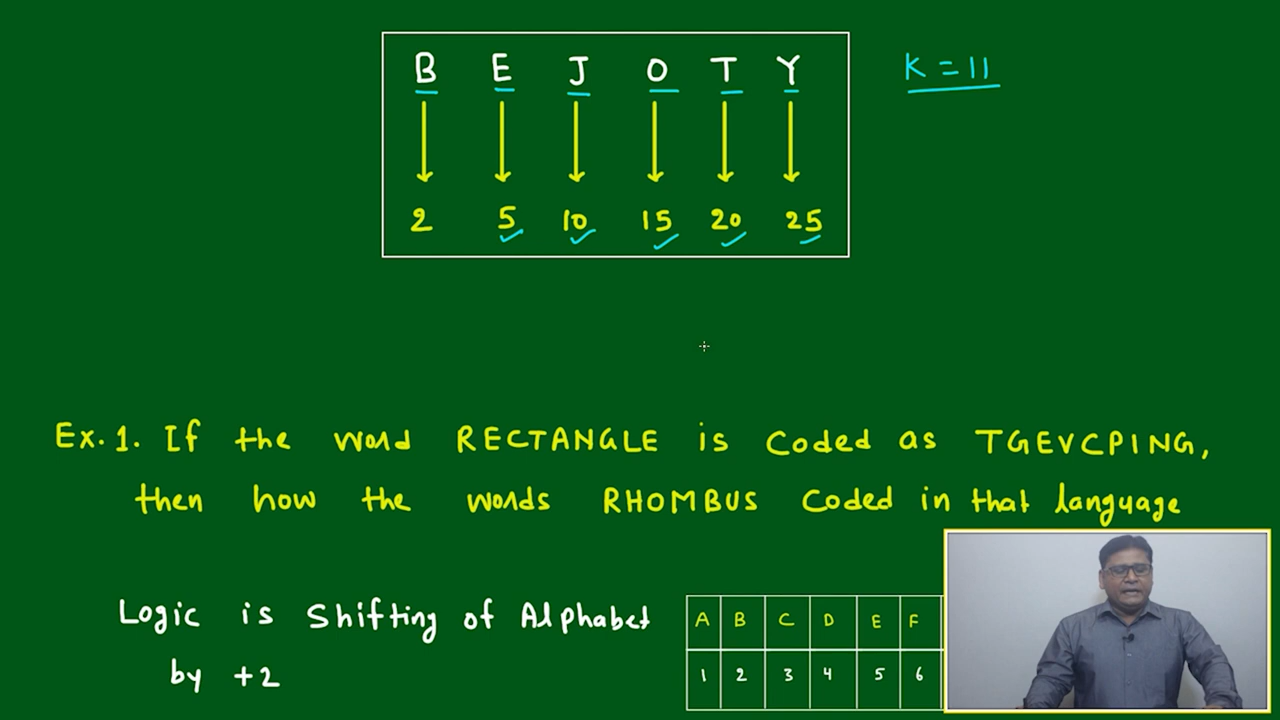 B E J O T Y
K = 11
2 5 10 15 20 25
Ex. 1. If the word RECTANGLE is Coded as TGEVCPING,
then how the words RHOMBUS Coded in that language
Logic is Shifting of Alphabet
by +2
A B C D E F
1 2 3 4 5 6